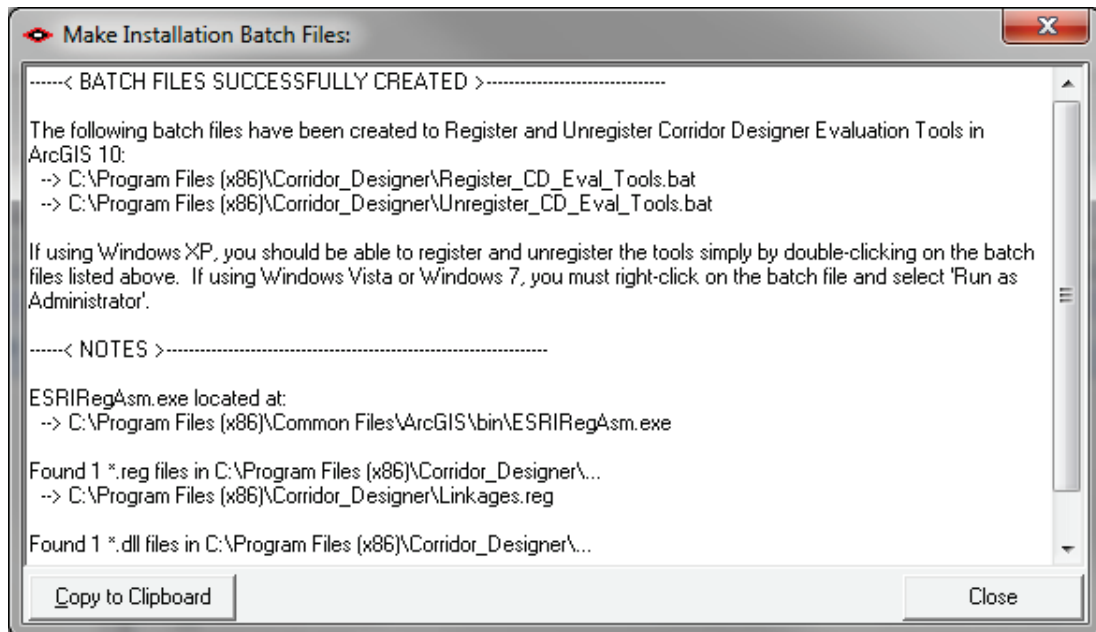 Make Installation Batch Files:
------< BATCH FILES SUCCESSFULLY CREATED >--------------------------------
The following batch files have been created to Register and Unregister Corridor Designer Evaluation Tools in
ArcGIS 10:
--> C:\Program Files (x86)\Corridor_Designer\Register_CD_Eval_Tools.bat
--> C:\Program Files (x86)\Corridor_Designer\Unregister_CD_Eval_Tools.bat
If using Windows XP, you should be able to register and unregister the tools simply by double-clicking on the batch
files listed above.  If using Windows Vista or Windows 7, you must right-click on the batch file and select 'Run as
Administrator'.
------< NOTES >--------------------------------------------------------------------
ESRIRegAsm.exe located at:
--> C:\Program Files (x86)\Common Files\ArcGIS\bin\ESRIRegAsm.exe
Found 1 *.reg files in C:\Program Files (x86)\Corridor_Designer\...
--> C:\Program Files (x86)\Corridor_Designer\Linkages.reg
Found 1 *.dll files in C:\Program Files (x86)\Corridor_Designer\...
Copy to Clipboard
Close